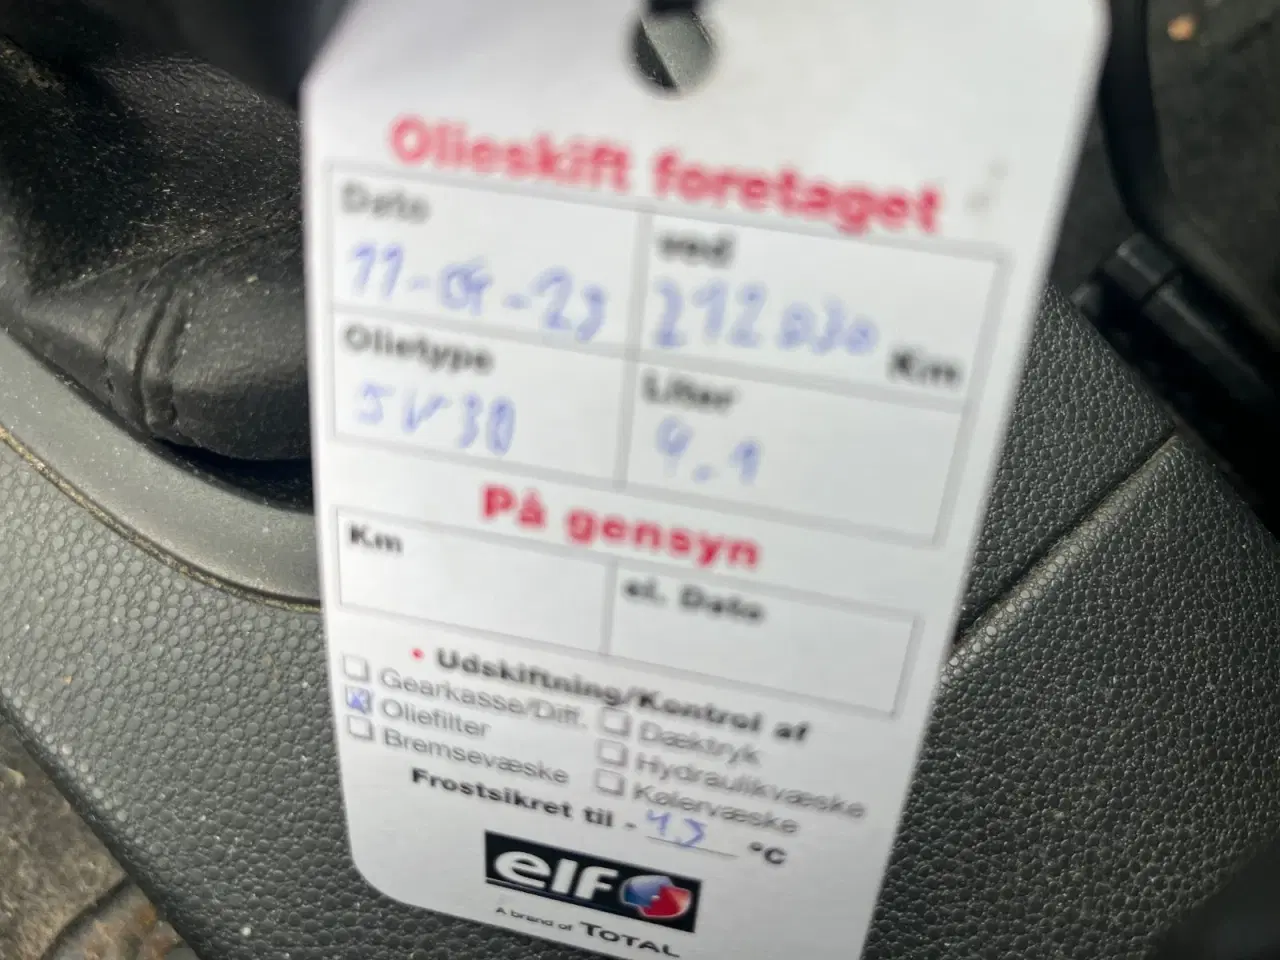 Olieskift foretaget
Dato
ved
11-09-23
212030 Km
Olietype
Liter
5W30
4.1
På gensyn
Km
el. Dato
• Udskiftning/Kontrol af
Gearkasse/Diff.
Dæktryk
Oliefilter
Hydraulikvæske
Bremsevæske
Kølervæske
Frostsikret til - °C
elf
A brand of TOTAL